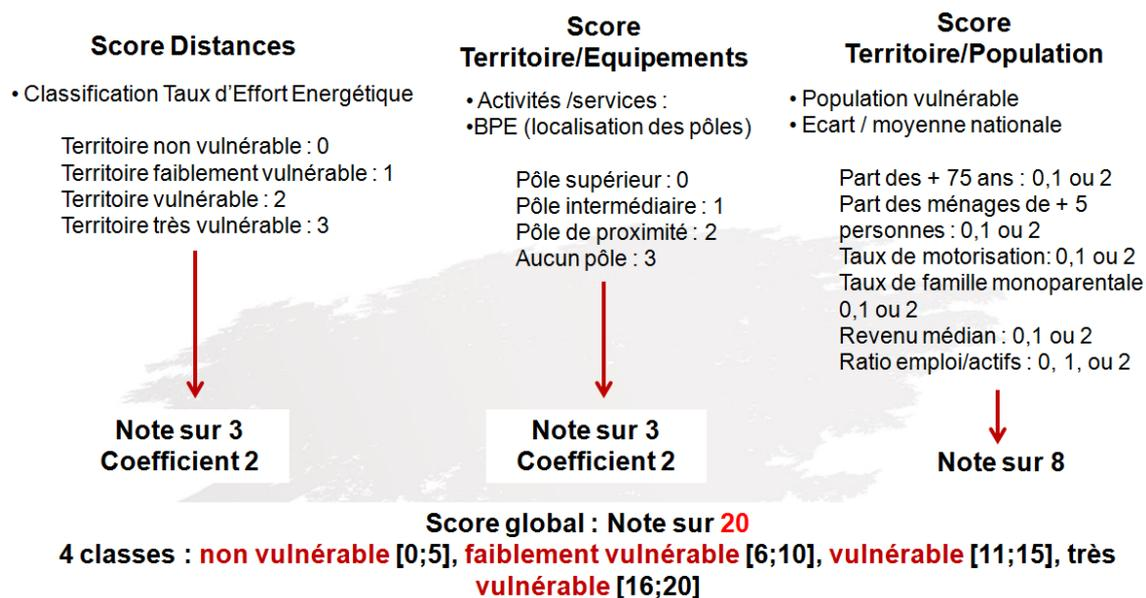 Score Distances
• Classification Taux d'Effort Energétique
Territoire non vulnérable : 0
Territoire faiblement vulnérable : 1
Territoire vulnérable : 2
Territoire très vulnérable : 3
Note sur 3
Coefficient 2
Score
Territoire/Equipements
• Activités /services :
•BPE (localisation des pôles)
Pôle supérieur : 0
Pôle intermédiaire : 1
Pôle de proximité : 2
Aucun pôle : 3
Note sur 3
Coefficient 2
Score
Territoire/Population
• Population vulnérable
• Ecart / moyenne nationale
Part des + 75 ans : 0,1 ou 2
Part des ménages de + 5
personnes : 0,1 ou 2
Taux de motorisation: 0,1 ou 2
Taux de famille monoparentale
0,1 ou 2
Revenu médian : 0,1 ou 2
Ratio emploi/actifs : 0, 1, ou 2
Note sur 8
Score global : Note sur 20
4 classes : non vulnérable [0;5], faiblement vulnérable [6;10], vulnérable [11;15], très
vulnérable [16;20]